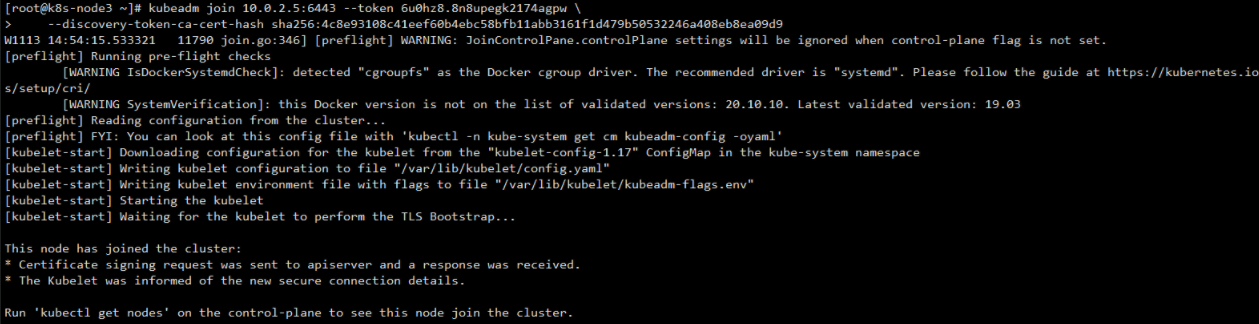 [root@k8s-node3 ~]# kubeadm join 10.0.2.5:6443 --token 6u0hz8.8n8upegk2174agpw \
>     --discovery-token-ca-cert-hash sha256:4c8e93108c41eef60b4ebc58bfb11abb3161f1d479b50532246a408eb8ea09d9
W1113 14:54:15.533321   11790 join.go:346] [preflight] WARNING: JoinControlPane.controlPlane settings will be ignored when control-plane flag is not set.
[preflight] Running pre-flight checks
        [WARNING IsDockerSystemdCheck]: detected "cgroupfs" as the Docker cgroup driver. The recommended driver is "systemd". Please follow the guide at https://kubernetes.io
s/setup/cri/
        [WARNING SystemVerification]: this Docker version is not on the list of validated versions: 20.10.10. Latest validated version: 19.03
[preflight] Reading configuration from the cluster...
[preflight] FYI: You can look at this config file with 'kubectl -n kube-system get cm kubeadm-config -oyaml'
[kubelet-start] Downloading configuration for the kubelet from the "kubelet-config-1.17" ConfigMap in the kube-system namespace
[kubelet-start] Writing kubelet configuration to file "/var/lib/kubelet/config.yaml"
[kubelet-start] Writing kubelet environment file with flags to file "/var/lib/kubelet/kubeadm-flags.env"
[kubelet-start] Starting the kubelet
[kubelet-start] Waiting for the kubelet to perform the TLS Bootstrap...
This node has joined the cluster:
* Certificate signing request was sent to apiserver and a response was received.
* The Kubelet was informed of the new secure connection details.
Run 'kubectl get nodes' on the control-plane to see this node join the cluster.